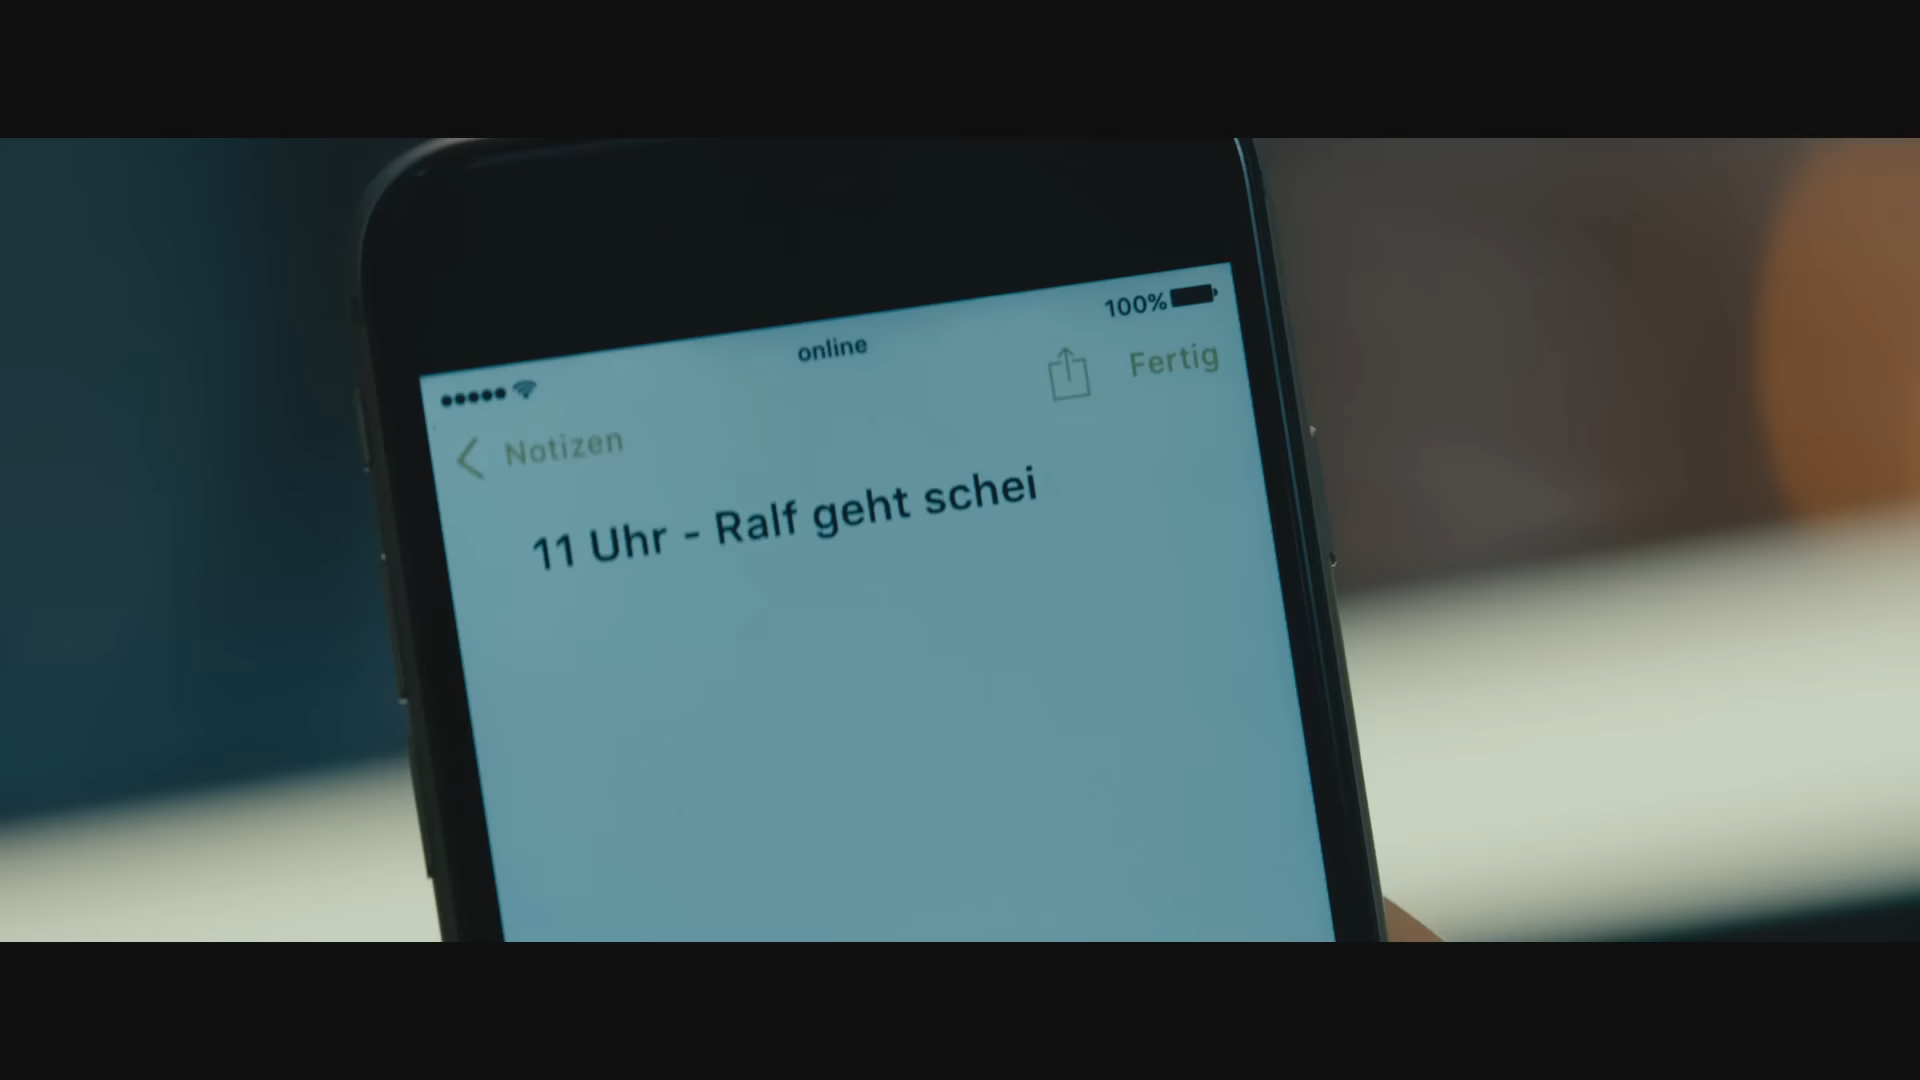 100%
online
Fertig
Notizen
11 Uhr - Ralf geht schei